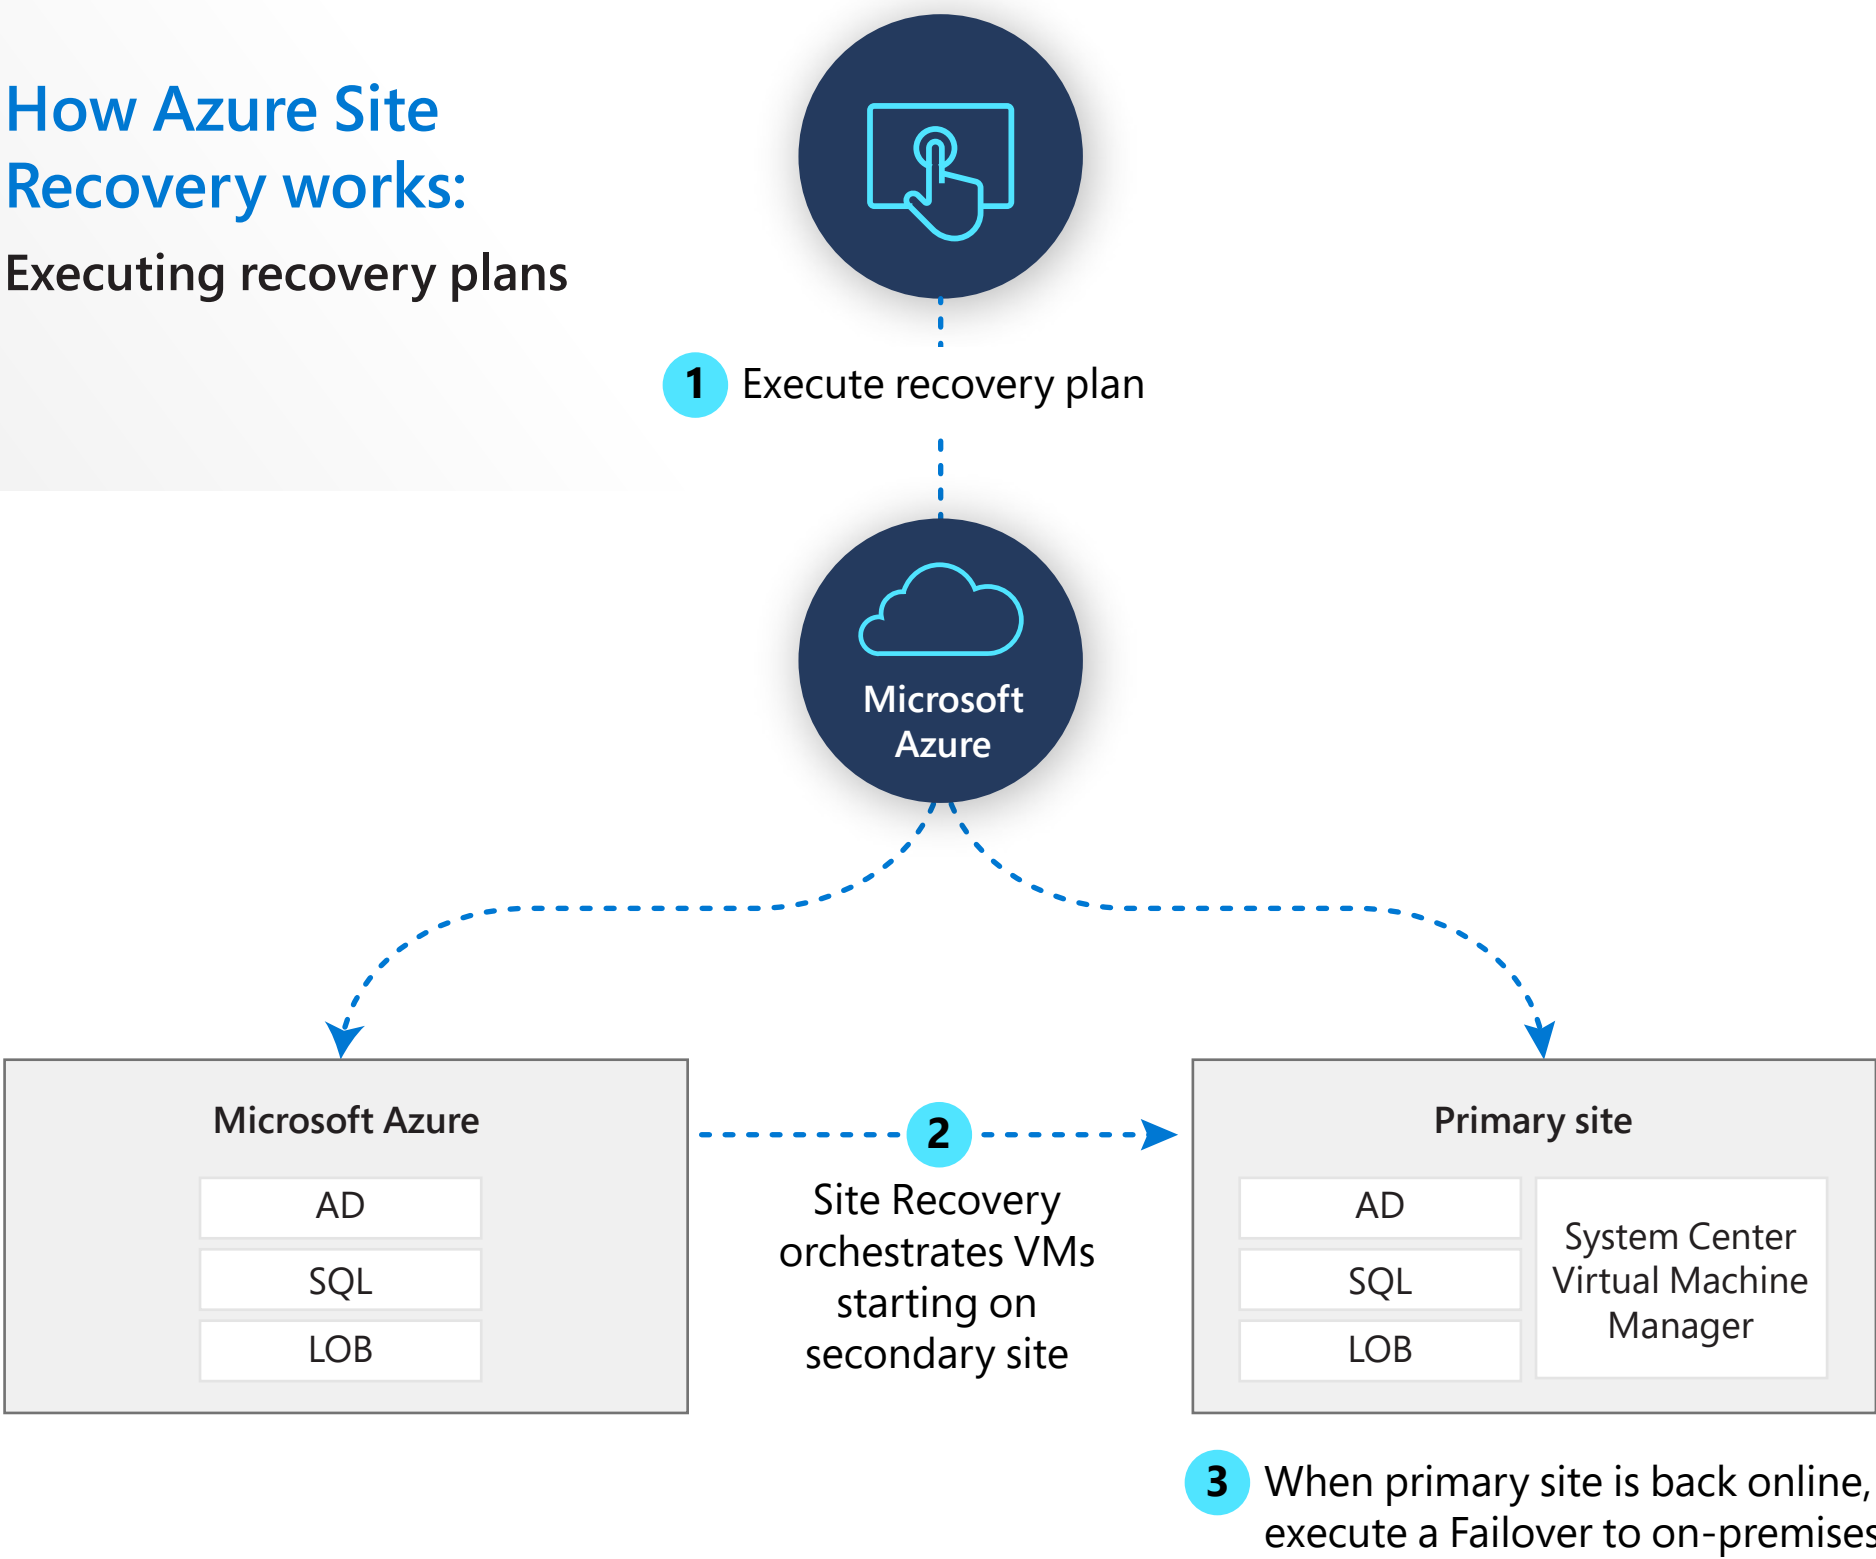 How Azure Site
Recovery works:
Executing recovery plans
1 Execute recovery plan
Microsoft
Azure
Microsoft Azure
AD
SQL
LOB
2
Site Recovery
orchestrates VMs
starting on
secondary site
Primary site
AD
SQL
LOB
System Center
Virtual Machine
Manager
3 When primary site is back online,
execute a Failover to on-premises